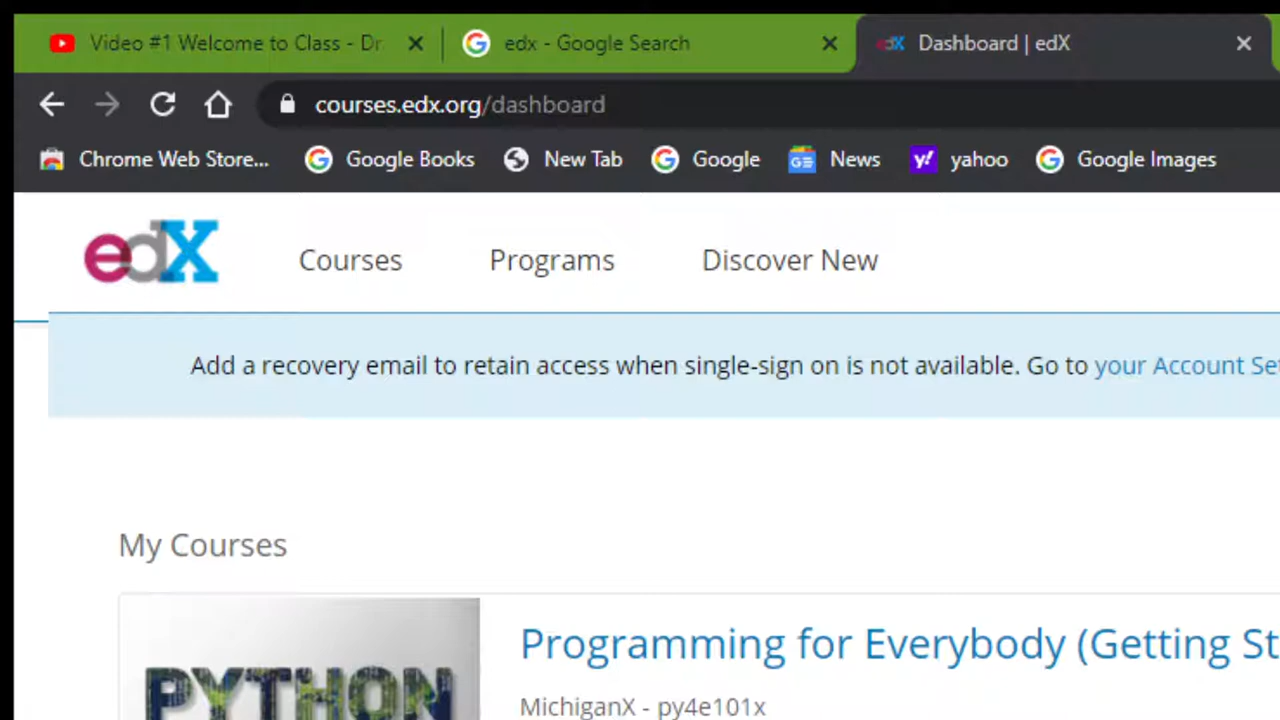 Video #1 Welcome to Class - Dr
edx - Google Search
Dashboard | edX
courses.edx.org/dashboard
Chrome Web Store... Google Books New Tab Google News yahoo Google Images
edX Courses Programs Discover New
Add a recovery email to retain access when single-sign on is not available. Go to your Account Set
My Courses
PYTHON
Programming for Everybody (Getting St
MichiganX - py4e101x